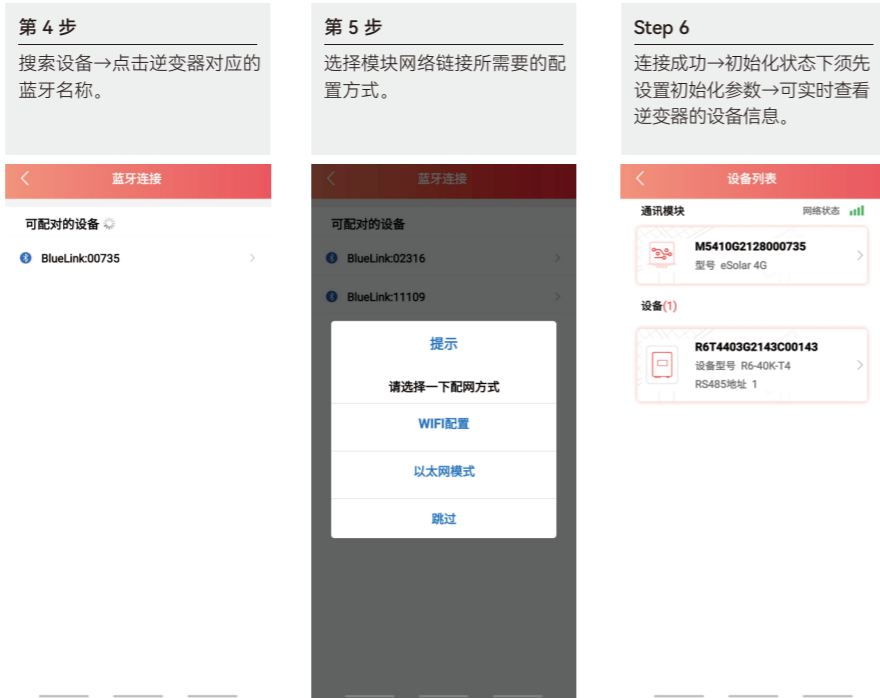 第 4 步
搜索设备→点击逆变器对应的
蓝牙名称。
蓝牙连接
可配对的设备
BlueLink:00735
第 5 步
选择模块网络链接所需要的配
置方式。
蓝牙连接
可配对的设备
BlueLink:02316
BlueLink:11109
提示
请选择一下配网方式
WIFI配置
以太网模式
跳过
Step 6
连接成功→初始化状态下须先
设置初始化参数→可实时查看
逆变器的设备信息。
设备列表
通讯模块 网络状态
M5410G2128000735
型号 eSolar 4G
设备(1)
R6T4403G2143C00143
设备型号 R6-40K-T4
RS485地址 1